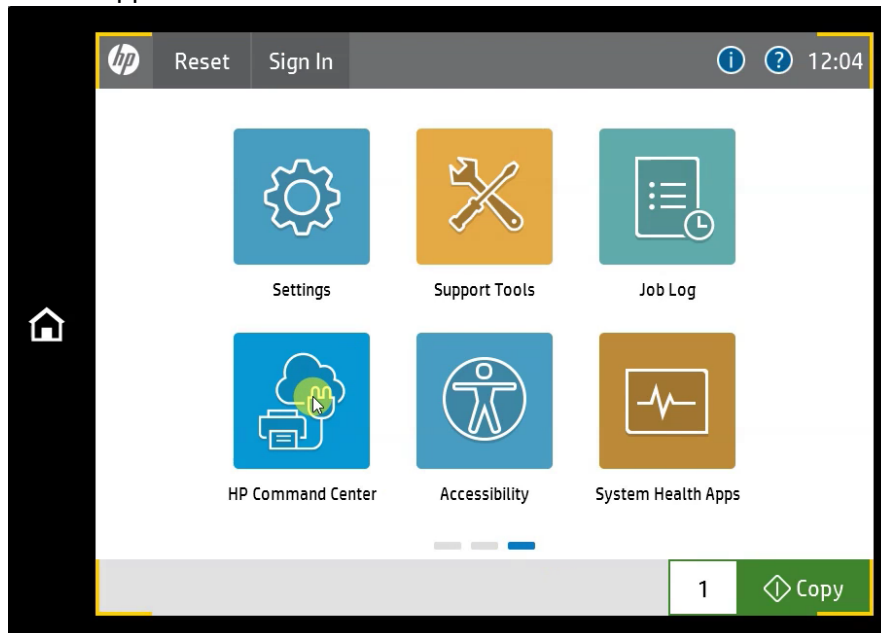 hp
Reset Sign In i ? 12:04
Settings Support Tools Job Log
HP Command Center Accessibility System Health Apps
1 Copy